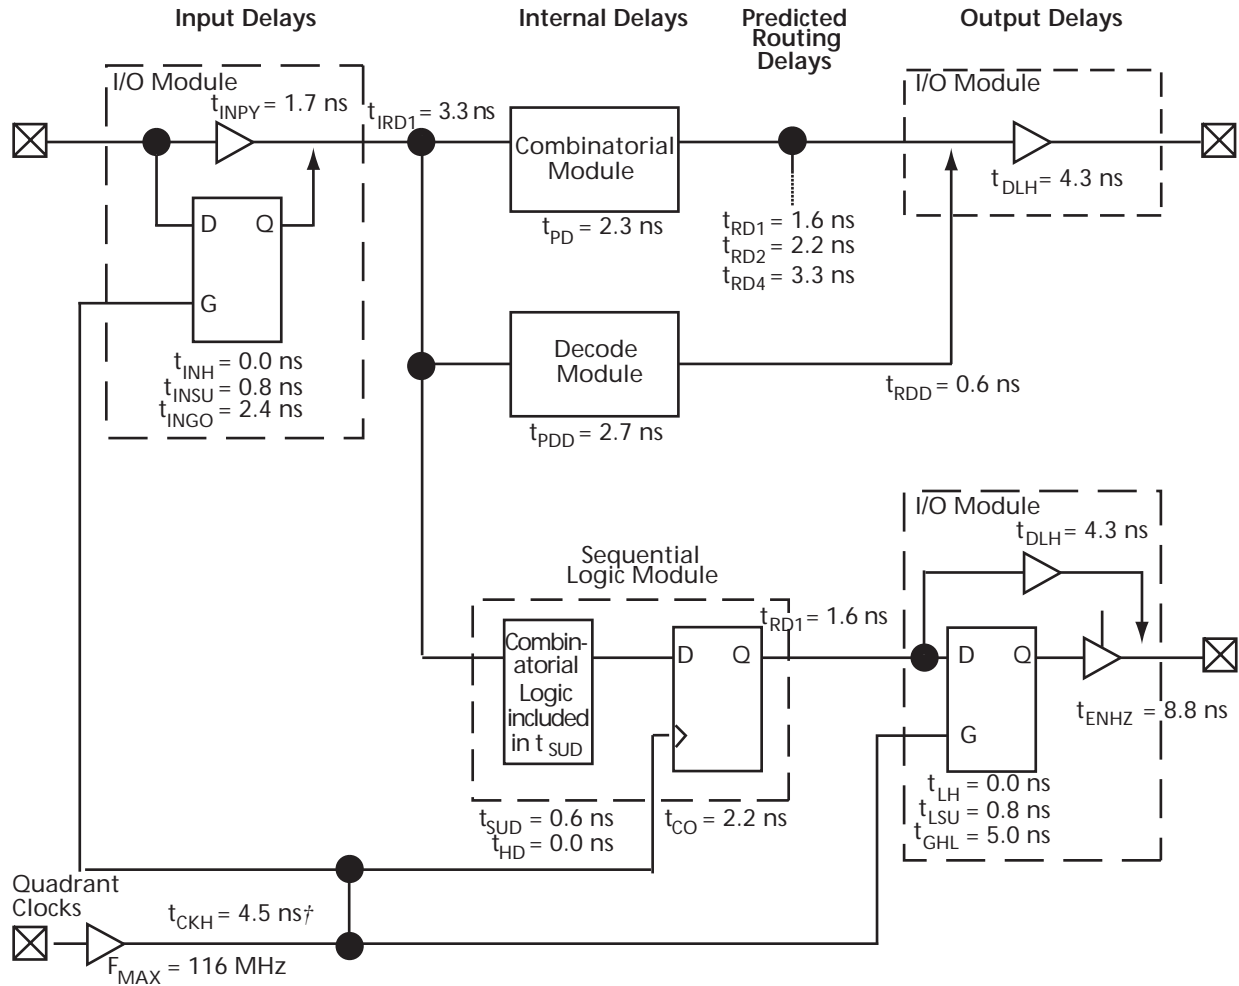 Input Delays
Internal Delays
Predicted
Routing
Delays
Output Delays
I/O Module
tINPY = 1.7 ns
tIRD1 = 3.3 ns
Combinatorial
Module
tPD = 2.3 ns
tRD1 = 1.6 ns
tRD2 = 2.2 ns
tRD4 = 3.3 ns
I/O Module
tDLH = 4.3 ns
D Q
G
tINH = 0.0 ns
tINSU = 0.8 ns
tINGO = 2.4 ns
Decode
Module
tPDD = 2.7 ns
tRDD = 0.6 ns
Sequential
Logic Module
Combin-
atorial
Logic
included
in tSUD
D Q
tSUD = 0.6 ns
tHD = 0.0 ns
tCO = 2.2 ns
tRD1 = 1.6 ns
I/O Module
tDLH = 4.3 ns
D Q
G
tENHZ = 8.8 ns
tLH = 0.0 ns
tLSU = 0.8 ns
tGHL = 5.0 ns
Quadrant
Clocks
tCKH = 4.5 ns†
FMAX = 116 MHz